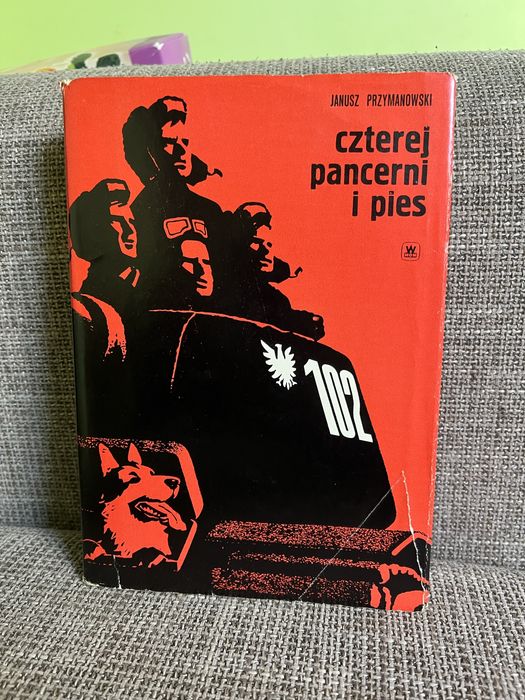 JANUSZ PRZYMANOWSKI
czterej
pancerni
i pies
W
102